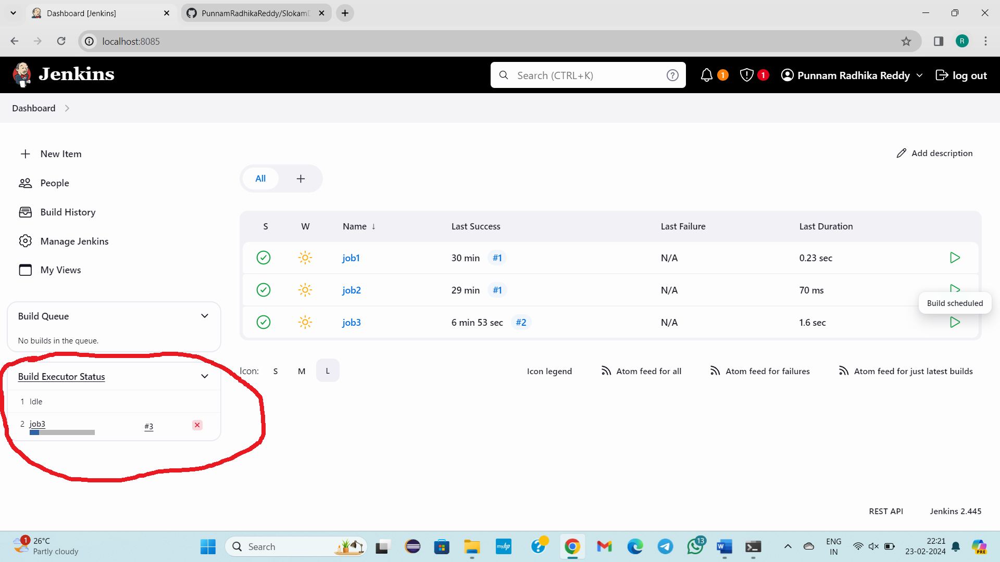 Dashboard [Jenkins]
PunnamRadhikaReddy/SlokamD
localhost:8085
R
Jenkins
Search (CTRL+K)
?
1
1
Punnam Radhika Reddy
log out
Dashboard
New Item
Add description
People
All
Build History
Manage Jenkins
My Views
S W Name ↓ Last Success Last Failure Last Duration
job1 30 min #1 N/A 0.23 sec
job2 29 min #1 N/A 70 ms
Build scheduled
job3 6 min 53 sec #2 N/A 1.6 sec
Build Queue
No builds in the queue.
Icon: S M L
Icon legend
Atom feed for all
Atom feed for failures
Atom feed for just latest builds
Build Executor Status
1 Idle
2 job3 #3
REST API
Jenkins 2.445
1
26°C
Partly cloudy
Search
myhp
?
13
W
ENG
IN
22:21
23-02-2024
PRE